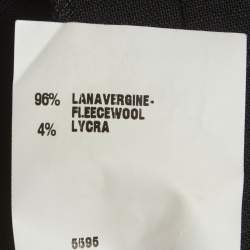 96% LANAVERGINE-
FLEECEWOOL
4% LYCRA
5595